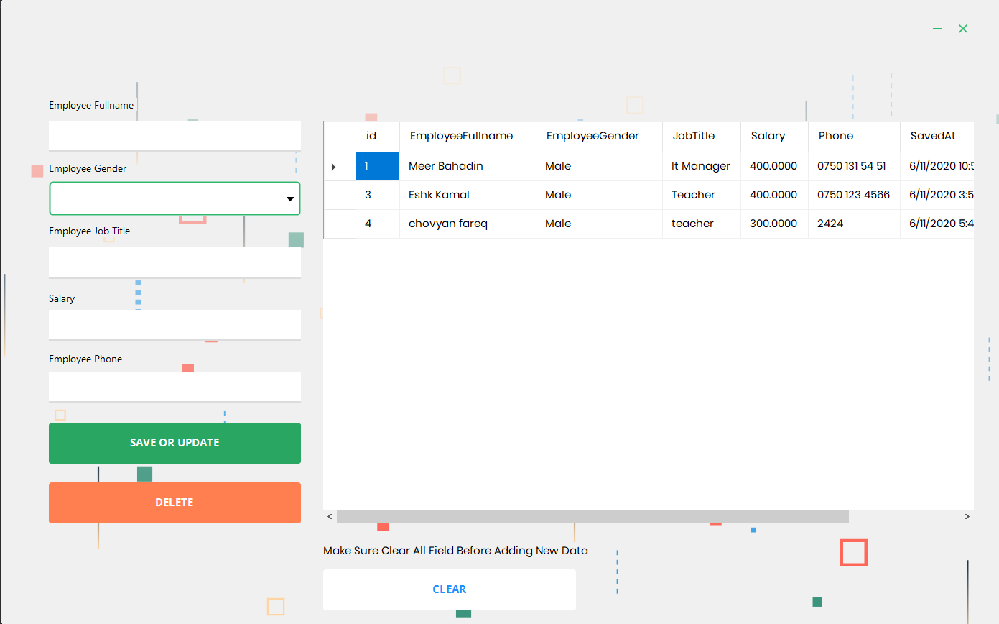 Employee Fullname
Employee Gender
Employee Job Title
Salary
Employee Phone
SAVE OR UPDATE
DELETE
id EmployeeFullname EmployeeGender JobTitle Salary Phone SavedAt
1 Meer Bahadin Male It Manager 400.0000 0750 131 54 51 6/11/2020 10:5
3 Eshk Kamal Male Teacher 400.0000 0750 123 4566 6/11/2020 3:5
4 chovyan fareq Male teacher 300.0000 2424 6/11/2020 5:4
Make Sure Clear All Field Before Adding New Data
CLEAR